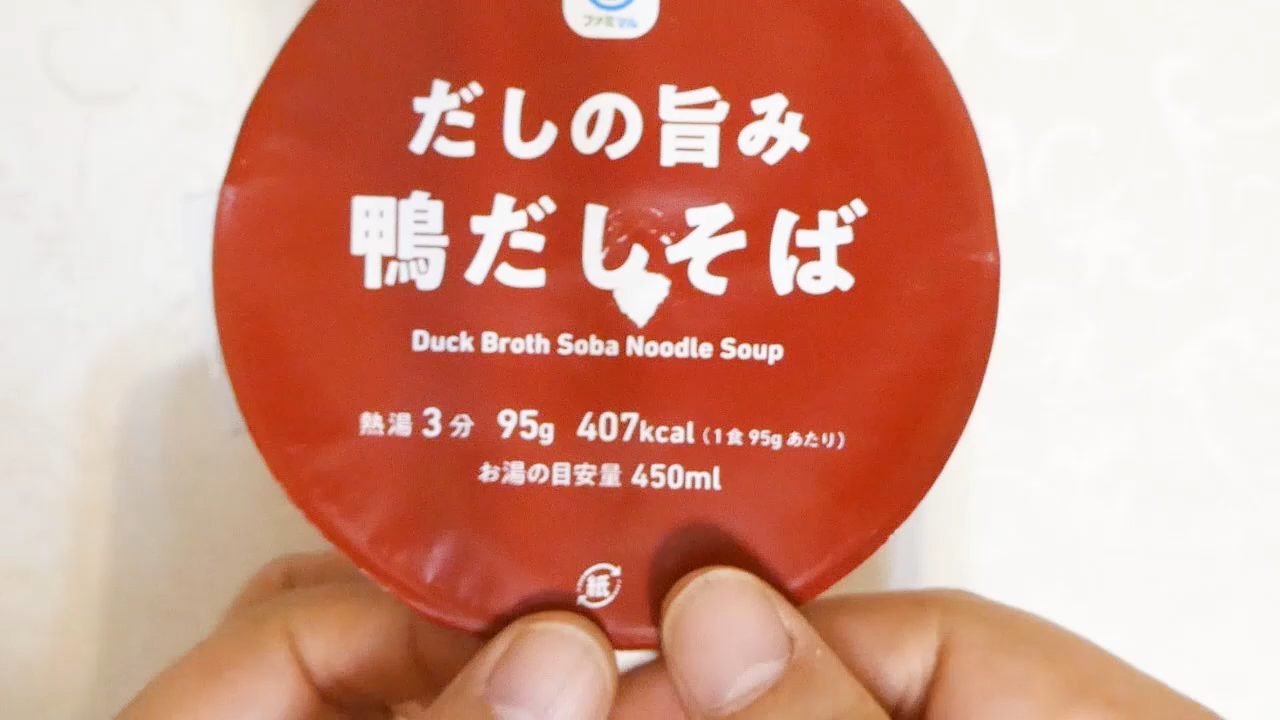 ファミマル
だしの旨み
鴨だしそば
Duck Broth Soba Noodle Soup
熱湯3分 95g 407kcal(1食95gあたり)
お湯の目安量 450ml
紙